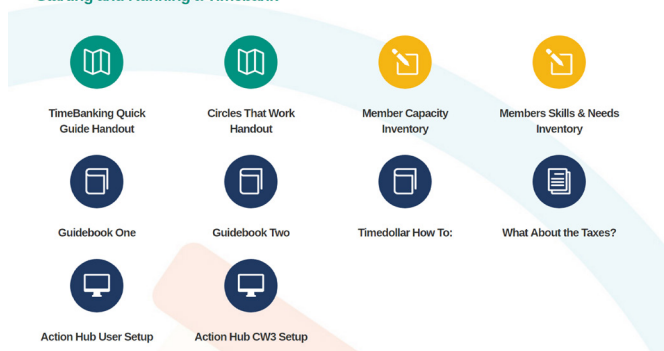 TimeBanking Quick
Guide Handout
Circles That Work
Handout
Member Capacity
Inventory
Members Skills & Needs
Inventory
Guidebook One
Guidebook Two
Timedollar How To:
What About the Taxes?
Action Hub User Setup
Action Hub CW3 Setup